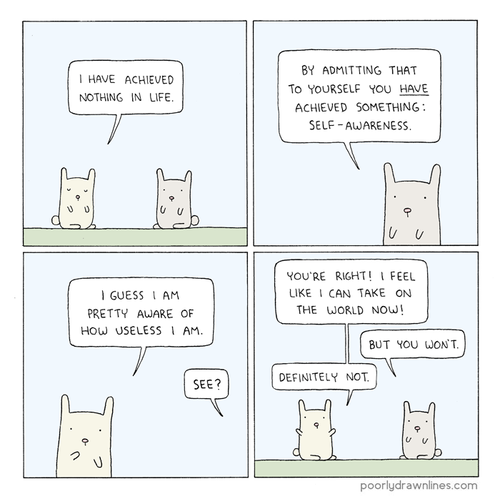 I HAVE ACHIEVED
NOTHING IN LIFE.
BY ADMITTING THAT
TO YOURSELF YOU HAVE
ACHIEVED SOMETHING:
SELF-AWARENESS.
I GUESS I AM
PRETTY AWARE OF
HOW USELESS I AM.
SEE?
YOU'RE RIGHT! I FEEL
LIKE I CAN TAKE ON
THE WORLD NOW!
BUT YOU WON'T.
DEFINITELY NOT.
poorlydrawnlines.com